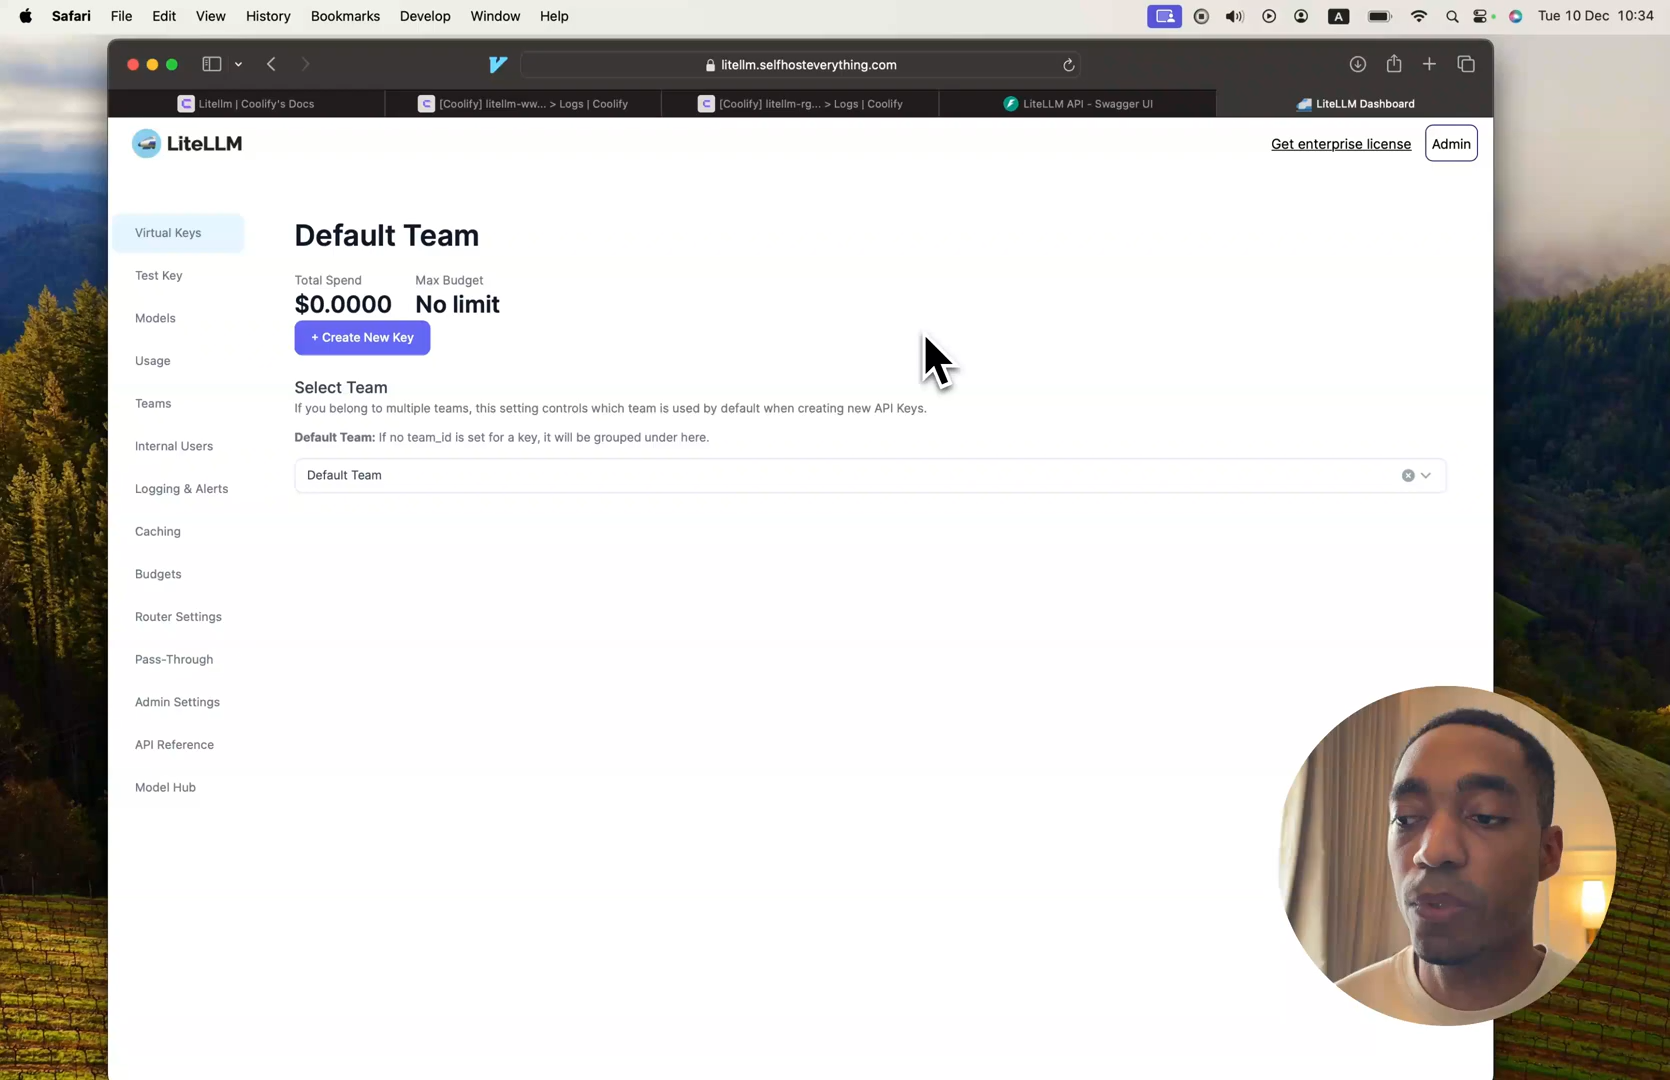 Safari File Edit View History Bookmarks Develop Window Help
A
Tue 10 Dec 10:34
litellm.selfhosteverything.com
Litellm | Coolify's Docs
[Coolify] litellm-ww... > Logs | Coolify
[Coolify] litellm-rg... > Logs | Coolify
LiteLLM API - Swagger UI
LiteLLM Dashboard
LiteLLM
Get enterprise license
Admin
Virtual Keys
Test Key
Models
Usage
Teams
Internal Users
Logging & Alerts
Caching
Budgets
Router Settings
Pass-Through
Admin Settings
API Reference
Model Hub
Default Team
Total Spend Max Budget
$0.0000 No limit
+ Create New Key
Select Team
If you belong to multiple teams, this setting controls which team is used by default when creating new API Keys.
Default Team: If no team_id is set for a key, it will be grouped under here.
Default Team